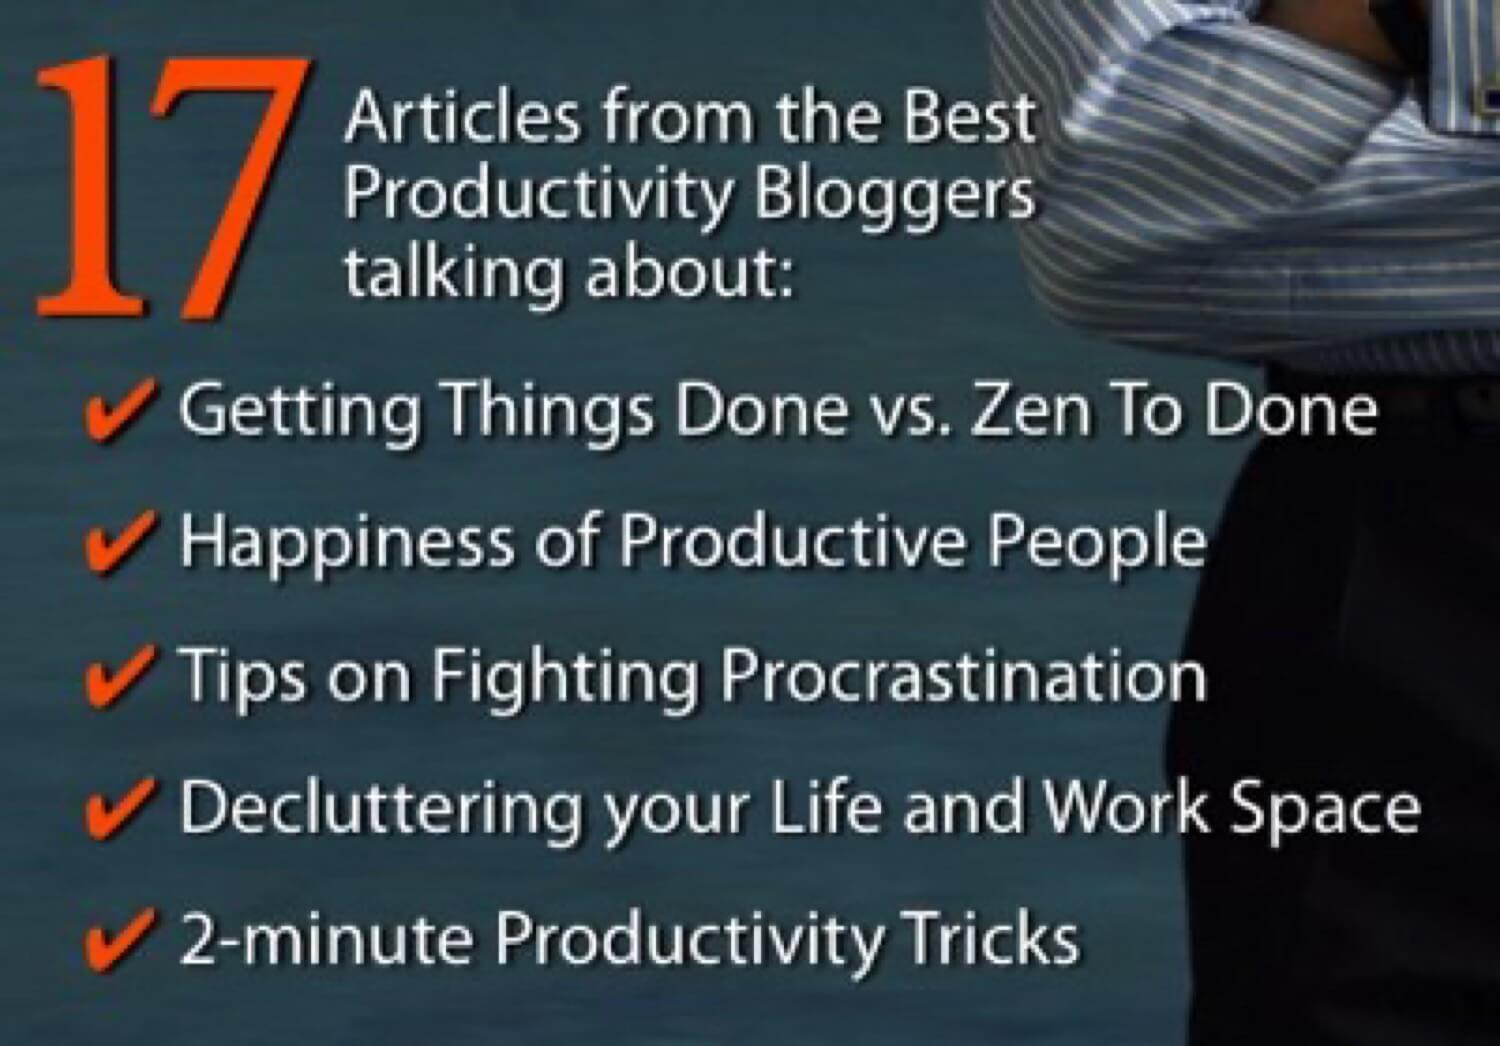 17
Articles from the Best
Productivity Bloggers
talking about:
✔ Getting Things Done vs. Zen To Done
✔ Happiness of Productive People
✔ Tips on Fighting Procrastination
✔ Decluttering your Life and Work Space
✔ 2-minute Productivity Tricks